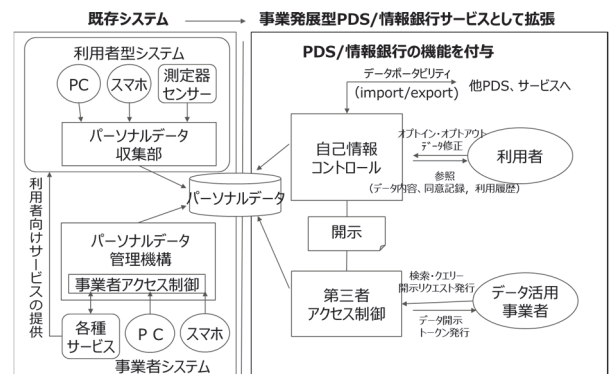 既存システム
事業発展型PDS/情報銀行サービスとして拡張
利用者型システム
PC
スマホ
測定器
センサー
パーソナルデータ
収集部
パーソナルデータ
利用者向けサービスの提供
パーソナルデータ
管理機構
事業者アクセス制御
各種
サービス
ＰＣ
スマホ
事業者システム
PDS/情報銀行の機能を付与
データポータビリティ
(import/export)
他PDS、サービスへ
自己情報
コントロール
オプトイン・オプトアウト
データ修正
利用者
参照
(データ内容、同意記録，利用履歴)
開示
第三者
アクセス制御
検索・クエリー
開示リクエスト発行
データ活用
事業者
データ開示
トークン発行